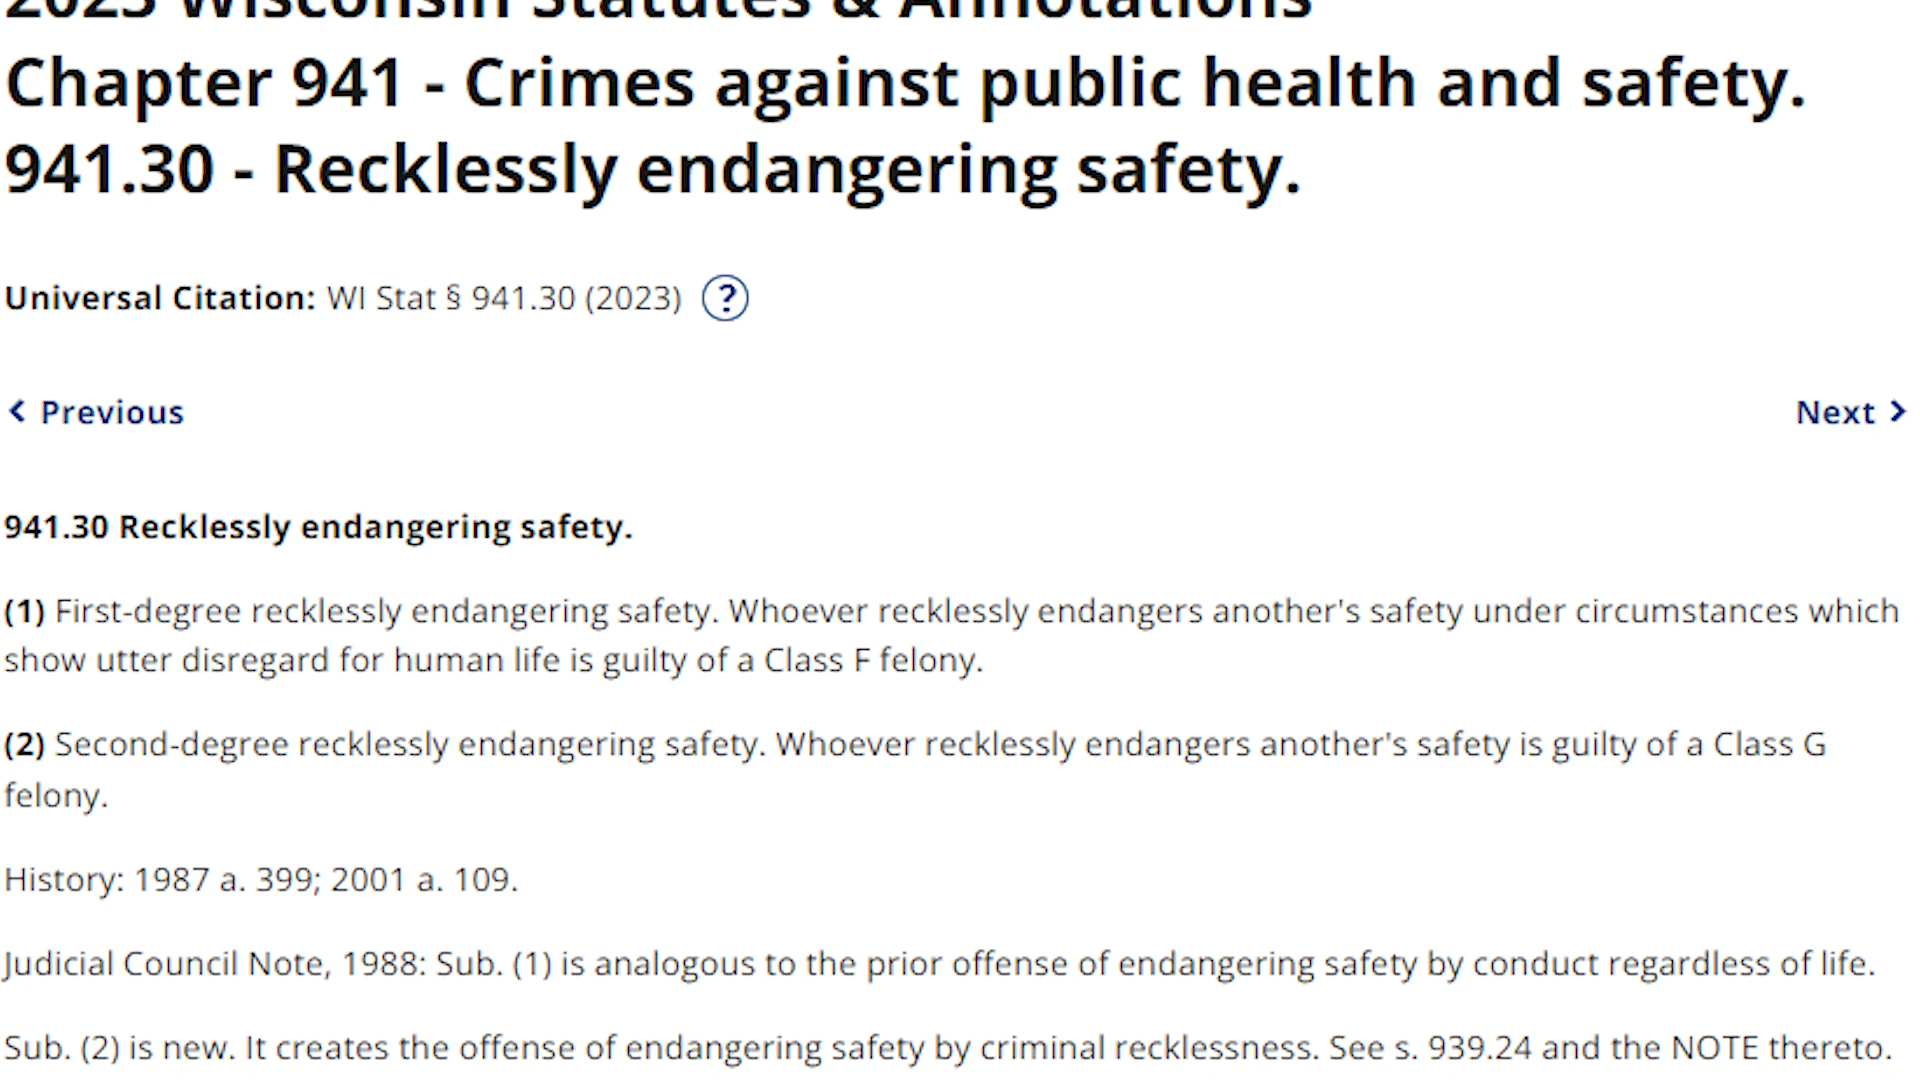 2023 Wisconsin Statutes & Annotations
Chapter 941 - Crimes against public health and safety.
941.30 - Recklessly endangering safety.
Universal Citation: WI Stat § 941.30 (2023) ?
Previous
Next
941.30 Recklessly endangering safety.
(1) First-degree recklessly endangering safety. Whoever recklessly endangers another's safety under circumstances which
show utter disregard for human life is guilty of a Class F felony.
(2) Second-degree recklessly endangering safety. Whoever recklessly endangers another's safety is guilty of a Class G
felony.
History: 1987 a. 399; 2001 a. 109.
Judicial Council Note, 1988: Sub. (1) is analogous to the prior offense of endangering safety by conduct regardless of life.
Sub. (2) is new. It creates the offense of endangering safety by criminal recklessness. See s. 939.24 and the NOTE thereto.